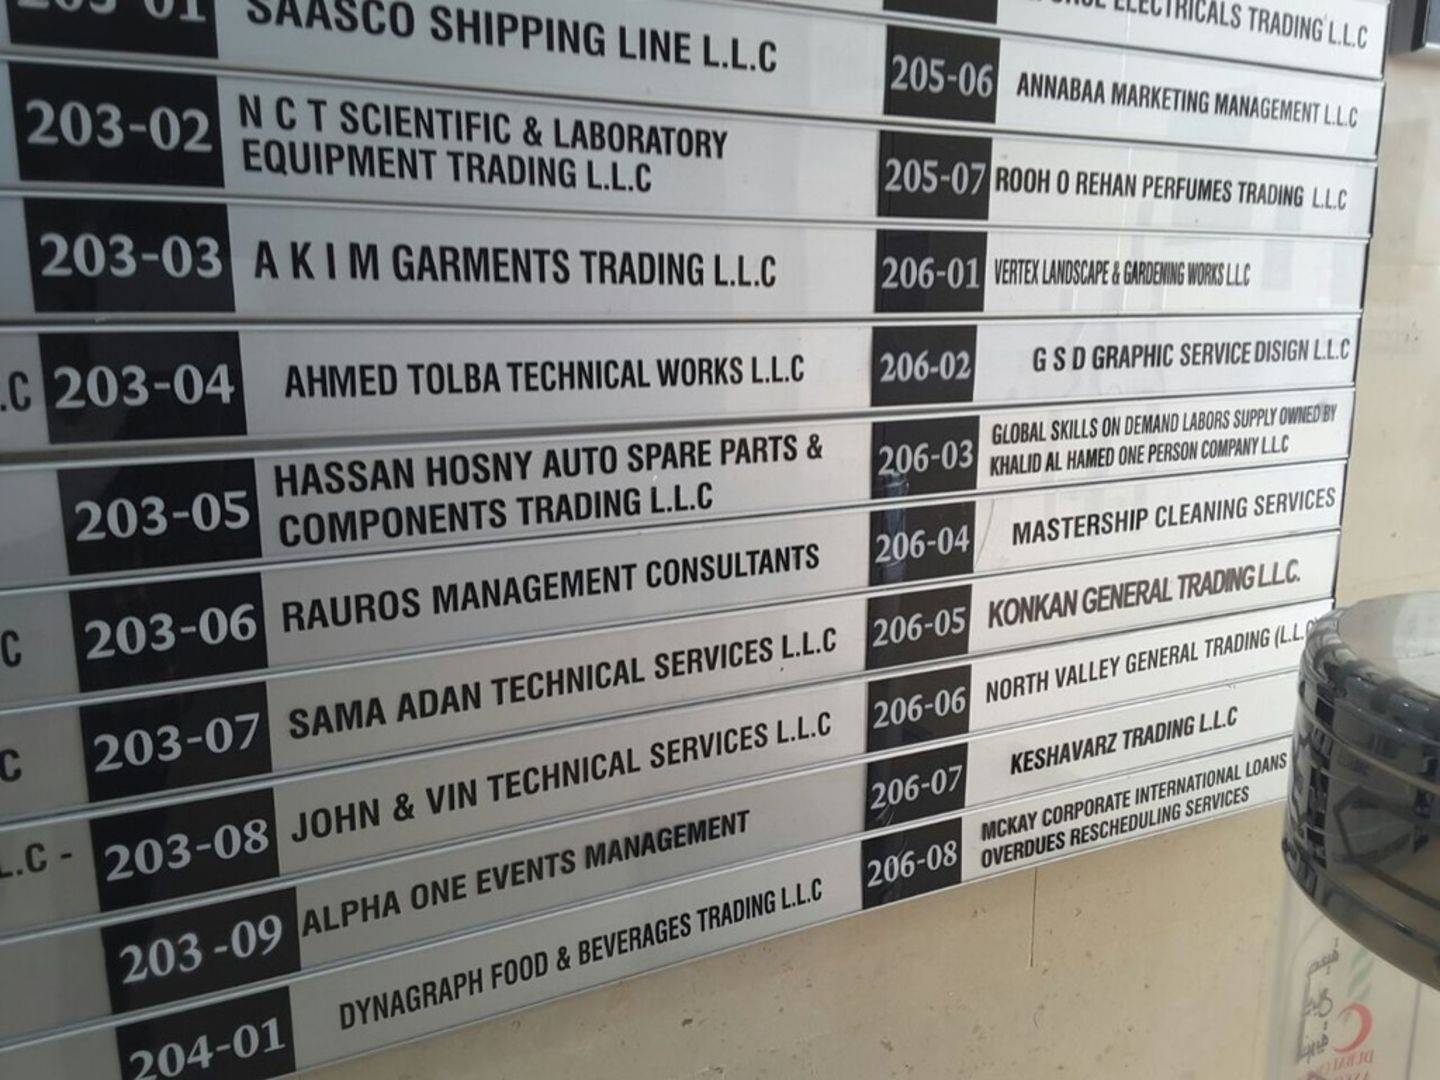 SAASCO SHIPPING LINE L.L.C
203-02
N C T SCIENTIFIC & LABORATORY
EQUIPMENT TRADING L.L.C
203-03
A K I M GARMENTS TRADING L.L.C
.C
203-04
AHMED TOLBA TECHNICAL WORKS L.L.C
203-05
HASSAN HOSNY AUTO SPARE PARTS &
COMPONENTS TRADING L.L.C
C
203-06
RAUROS MANAGEMENT CONSULTANTS
C
203-07
SAMA ADAN TECHNICAL SERVICES L.L.C
L.C -
203-08
JOHN & VIN TECHNICAL SERVICES L.L.C
203-09
ALPHA ONE EVENTS MANAGEMENT
204-01
DYNAGRAPH FOOD & BEVERAGES TRADING L.L.C
ELECTRICALS TRADING L.L.C
205-06
ANNABAA MARKETING MANAGEMENT L.L.C
205-07
ROOH O REHAN PERFUMES TRADING L.L.C
206-01
VERTEX LANDSCAPE & GARDENING WORKS L.L.C
206-02
G S D GRAPHIC SERVICE DISIGN L.L.C
206-03
GLOBAL SKILLS ON DEMAND LABORS SUPPLY OWNED BY
KHALID AL HAMED ONE PERSON COMPANY L.L.C
206-04
MASTERSHIP CLEANING SERVICES
206-05
KONKAN GENERAL TRADING L.L.C.
206-06
NORTH VALLEY GENERAL TRADING (L.L.C
206-07
KESHAVARZ TRADING L.L.C
206-08
MCKAY CORPORATE INTERNATIONAL LOANS
OVERDUES RESCHEDULING SERVICES